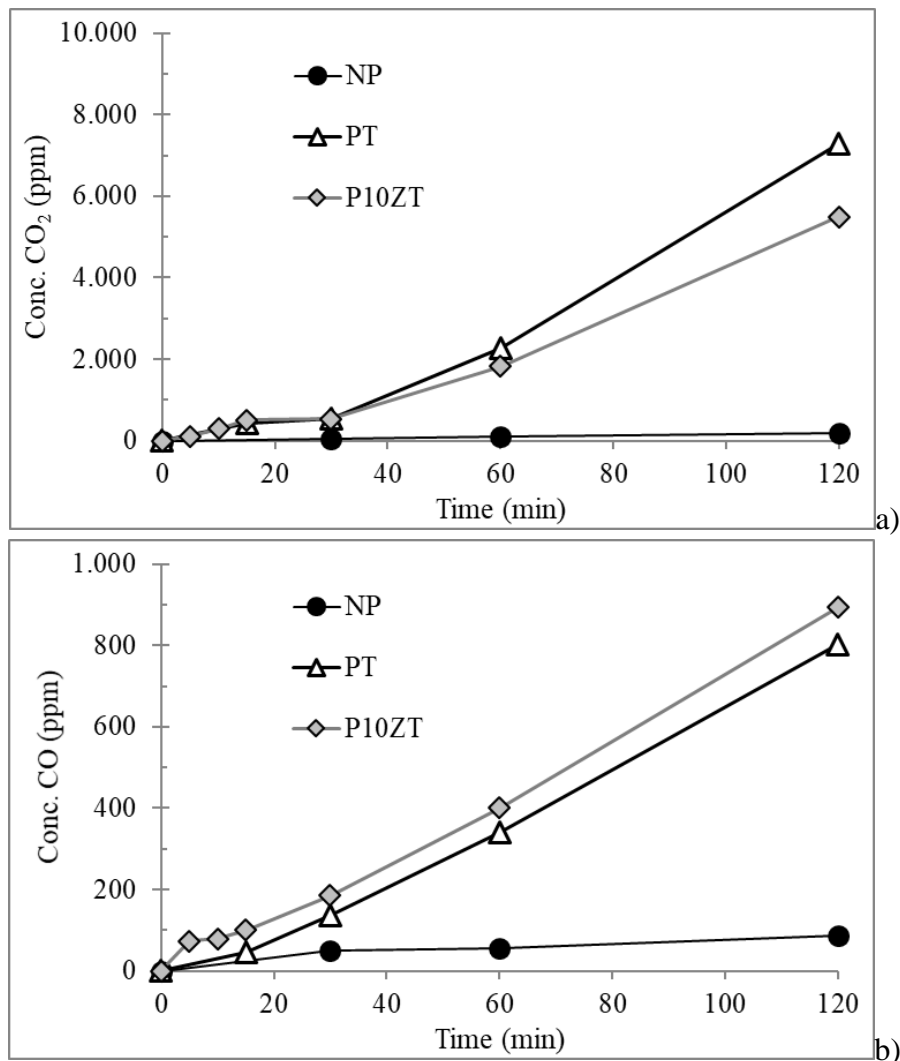 10.000
8.000
6.000
4.000
2.000
0
Conc. CO₂ (ppm)
NP
PT
P10ZT
0 20 40 60 80 100 120
Time (min)
a)
1.000
800
600
400
200
0
Conc. CO (ppm)
NP
PT
P10ZT
0 20 40 60 80 100 120
Time (min)
b)